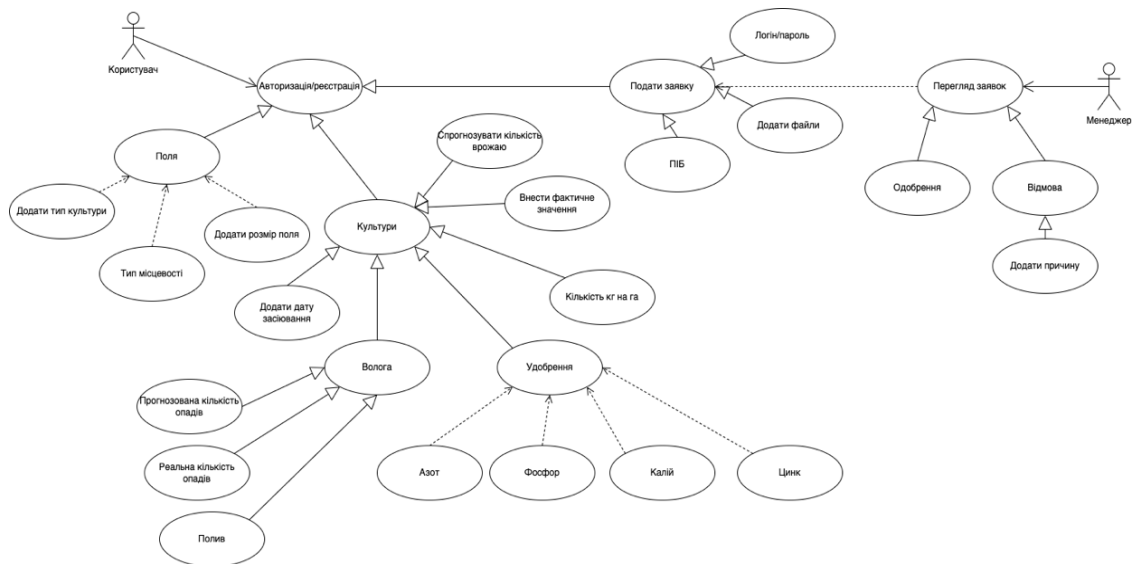 Користувач
Авторизація/реєстрація
Подати заявку
Логін/пароль
Додати файли
ПІБ
Перегляд заявок
Менеджер
Одобрення
Відмова
Додати причину
Поля
Додати тип культури
Тип місцевості
Додати розмір поля
Спрогнозувати кількість
врожаю
Внести фактичне
значення
Культури
Кількість кг на га
Додати дату
засіювання
Волога
Удобрення
Прогнозована кількість
опадів
Реальна кількість
опадів
Полив
Азот
Фосфор
Калій
Цинк